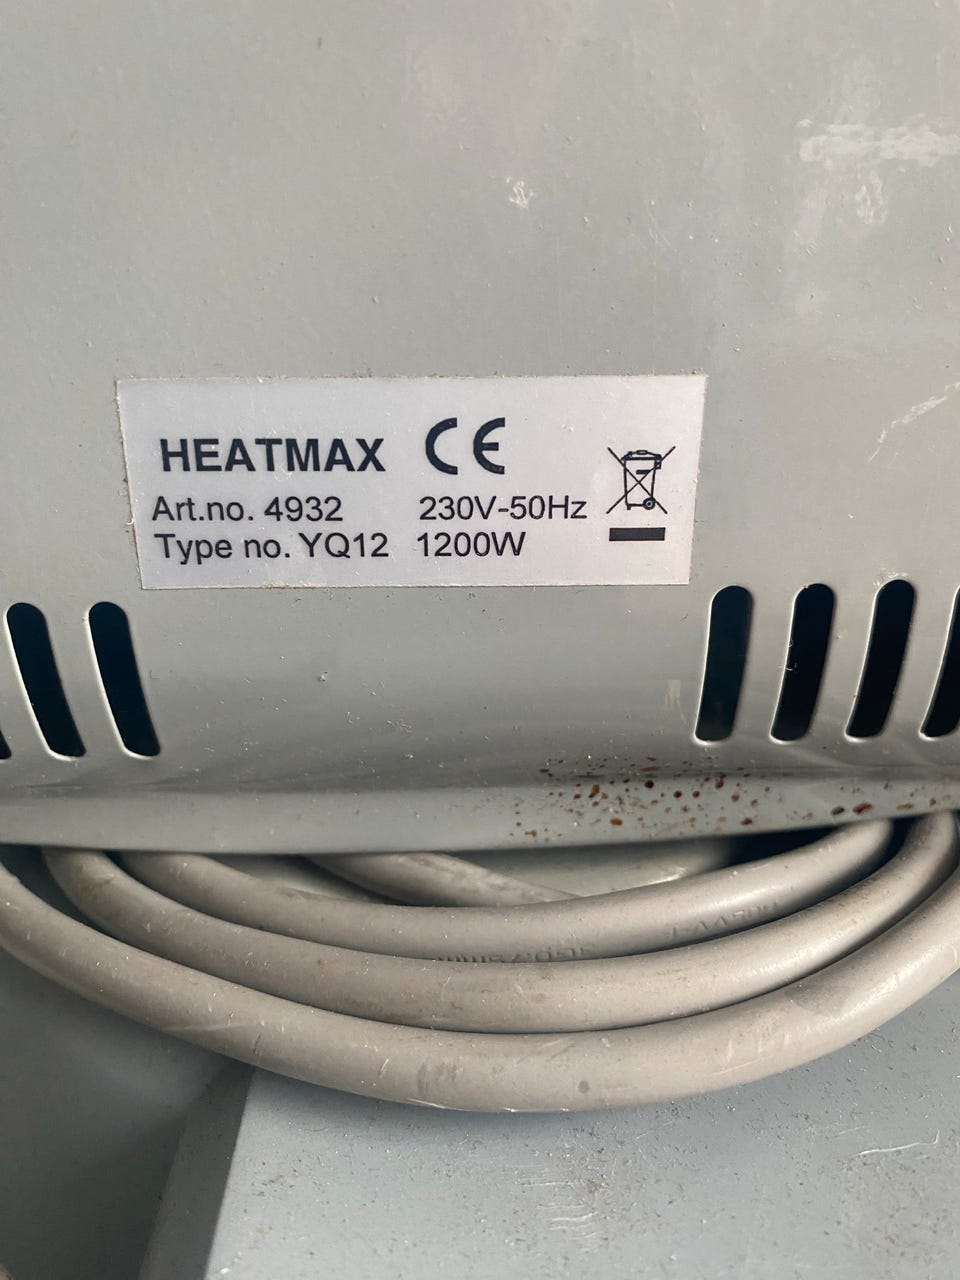 HEATMAX CE
Art.no. 4932 230V-50Hz
Type no. YQ12 1200W